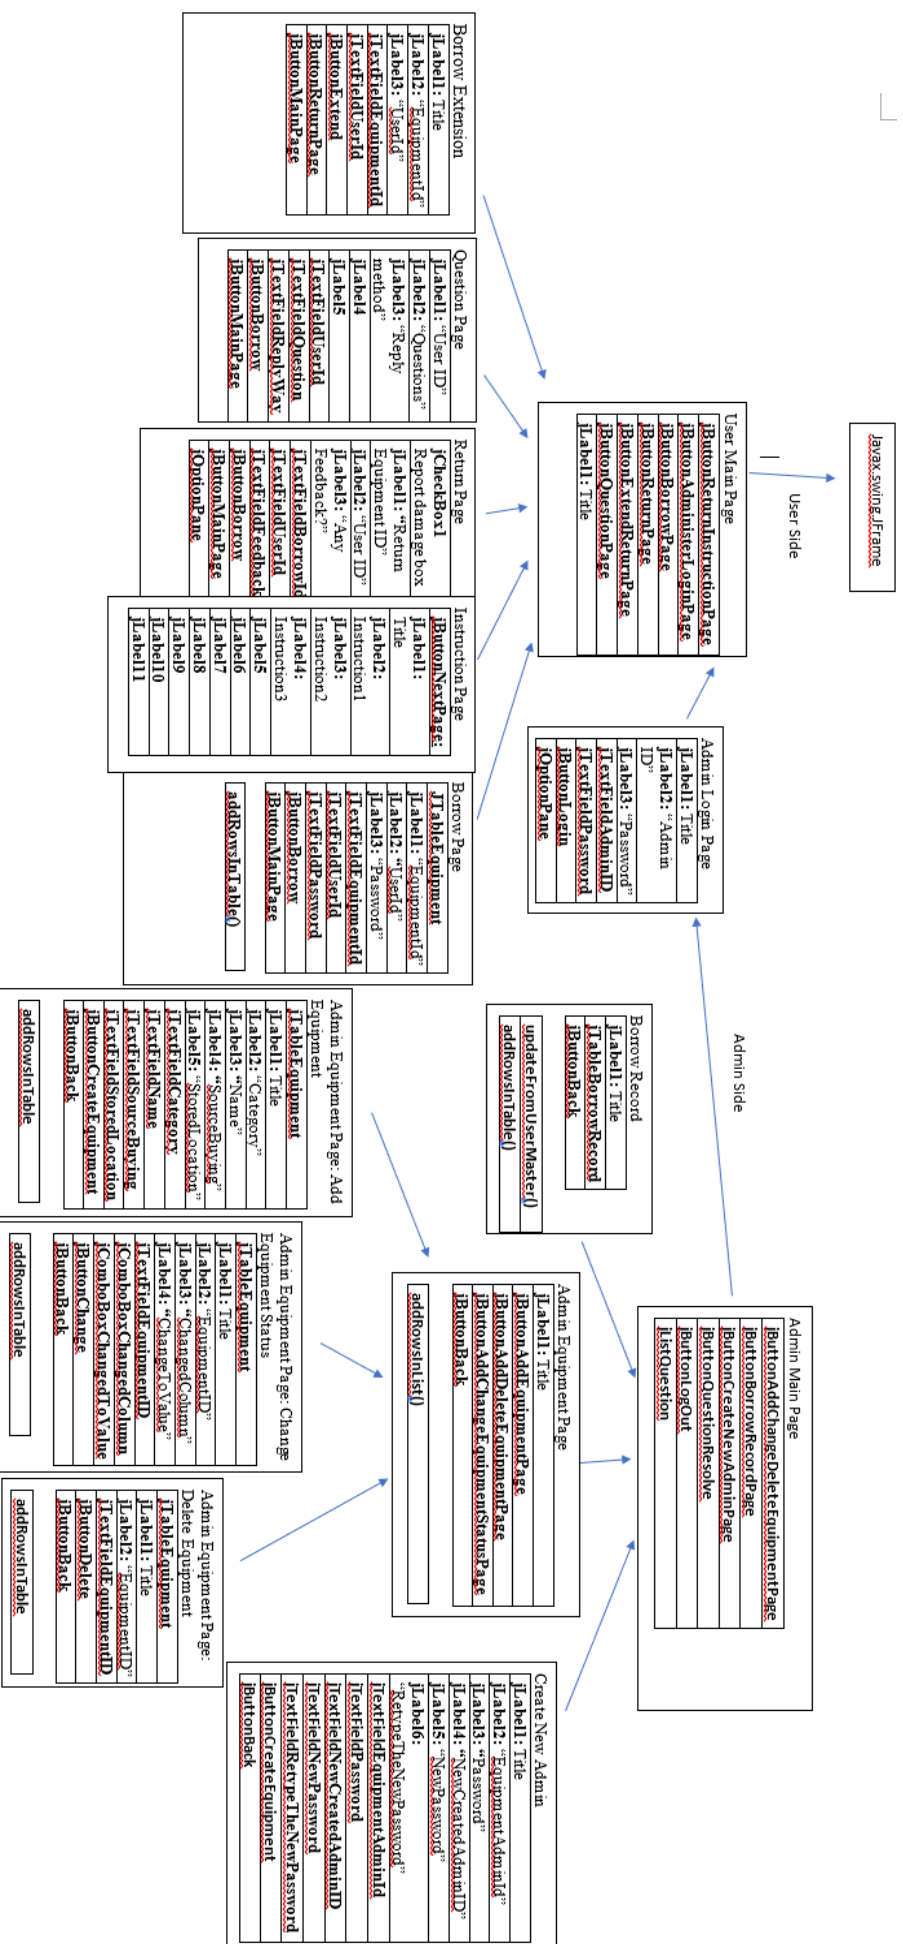 Javax.swing.JFrame
User Side
User Main Page
jButtonReturnInstructionPage
jButtonAdministerLoginPage
jButtonBorrowPage
jButtonReturnPage
jButtonExtendReturnPage
jButtonQuestionPage
jLabel1: Title
Borrow Extension
jLabel1: Title
jLabel2: “EquipmentId”
jLabel3: “UserId”
jTextFieldEquipmentId
jTextFieldUserId
jButtonExtend
jButtonReturnPage
jButtonMainPage
Question Page
jLabel1: “User ID”
jLabel2: “Questions”
jLabel3: “Reply
method”
jLabel4
jLabel5
jTextFieldUserId
jTextFieldQuestion
jTextFieldReplyWay
jButtonBorrow
jButtonMainPage
Return Page
jCheckBox1
Report damage box
jLabel1: “Return
Equipment ID”
jLabel2: “User ID”
jLabel3: “Any
Feedback?”
jTextFieldBorrowId
jTextFieldUserId
jTextFieldFeedback
jButtonBorrow
jButtonMainPage
jOptionPane
Instruction Page
jButtonNextPage:
jLabel1:
Title
jLabel2:
Instruction1
jLabel3:
Instruction2
jLabel4:
Instruction3
jLabel5
jLabel6
jLabel7
jLabel8
jLabel9
jLabel10
jLabel11
Borrow Page
JTableEquipment
jLabel1: “EquipmentId”
jLabel2: “UserId”
jLabel3: “Password”
jTextFieldEquipmentId
jTextFieldUserId
jTextFieldPassword
jButtonBorrow
jButtonMainPage
addRowsInTable()
Admin Login Page
jLabel1: Title
jLabel2: “Admin
ID”
jLabel3: “Password”
jTextFieldAdminID
jTextFieldPassword
jButtonLogin
jOptionPane
Admin Side
Admin Main Page
jButtonAddChangeDeleteEquipmentPage
jButtonBorrowRecordPage
jButtonCreateNewAdminPage
jButtonQuestionResolve
jButtonLogOut
jListQuestion
Borrow Record
jLabel1: Title
jTableBorrowRecord
jButtonBack
updateFromUserMaster()
addRowsInTable()
Admin Equipment Page
jLabel1: Title
jButtonAddEquipmentPage
jButtonAddDeleteEquipmentPage
jButtonAddChangeEquipmentStatusPage
jButtonBack
addRowsInList()
Admin Equipment Page: Add
Equipment
jTableEquipment
jLabel1: Title
jLabel2: “Category”
jLabel3: “Name”
jLabel4: “SourceBuying”
jLabel5: “StoredLocation”
jTextFieldCategory
jTextFieldName
jTextFieldSourceBuying
jTextFieldStoredLocation
jButtonCreateEquipment
jButtonBack
addRowsInTable
Admin Equipment Page: Change
Equipment Status
jTableEquipment
jLabel1: Title
jLabel2: “EquipmentID”
jLabel3: “ChangedColumn”
jLabel4: “ChangeToValue”
jTextFieldEquipmentID
jComboBoxChangedColumn
jComboBoxChangedToValue
jButtonChange
jButtonBack
addRowsInTable
Admin Equipment Page:
Delete Equipment
jTableEquipment
jLabel1: Title
jLabel2: “EquipmentID”
jTextFieldEquipmentID
jButtonDelete
jButtonBack
addRowsInTable
Create New Admin
jLabel1: Title
jLabel2: “EquipmentAdminId”
jLabel3: “Password”
jLabel4: “NewCreatedAdminID”
jLabel5: “NewPassword”
jLabel6:
“RetypeTheNewPassword”
jTextFieldEquipmentAdminId
jTextFieldPassword
jTextFieldNewCreatedAdminID
jTextFieldNewPassword
jTextFieldRetypeTheNewPassword
jButtonCreateEquipment
jButtonBack